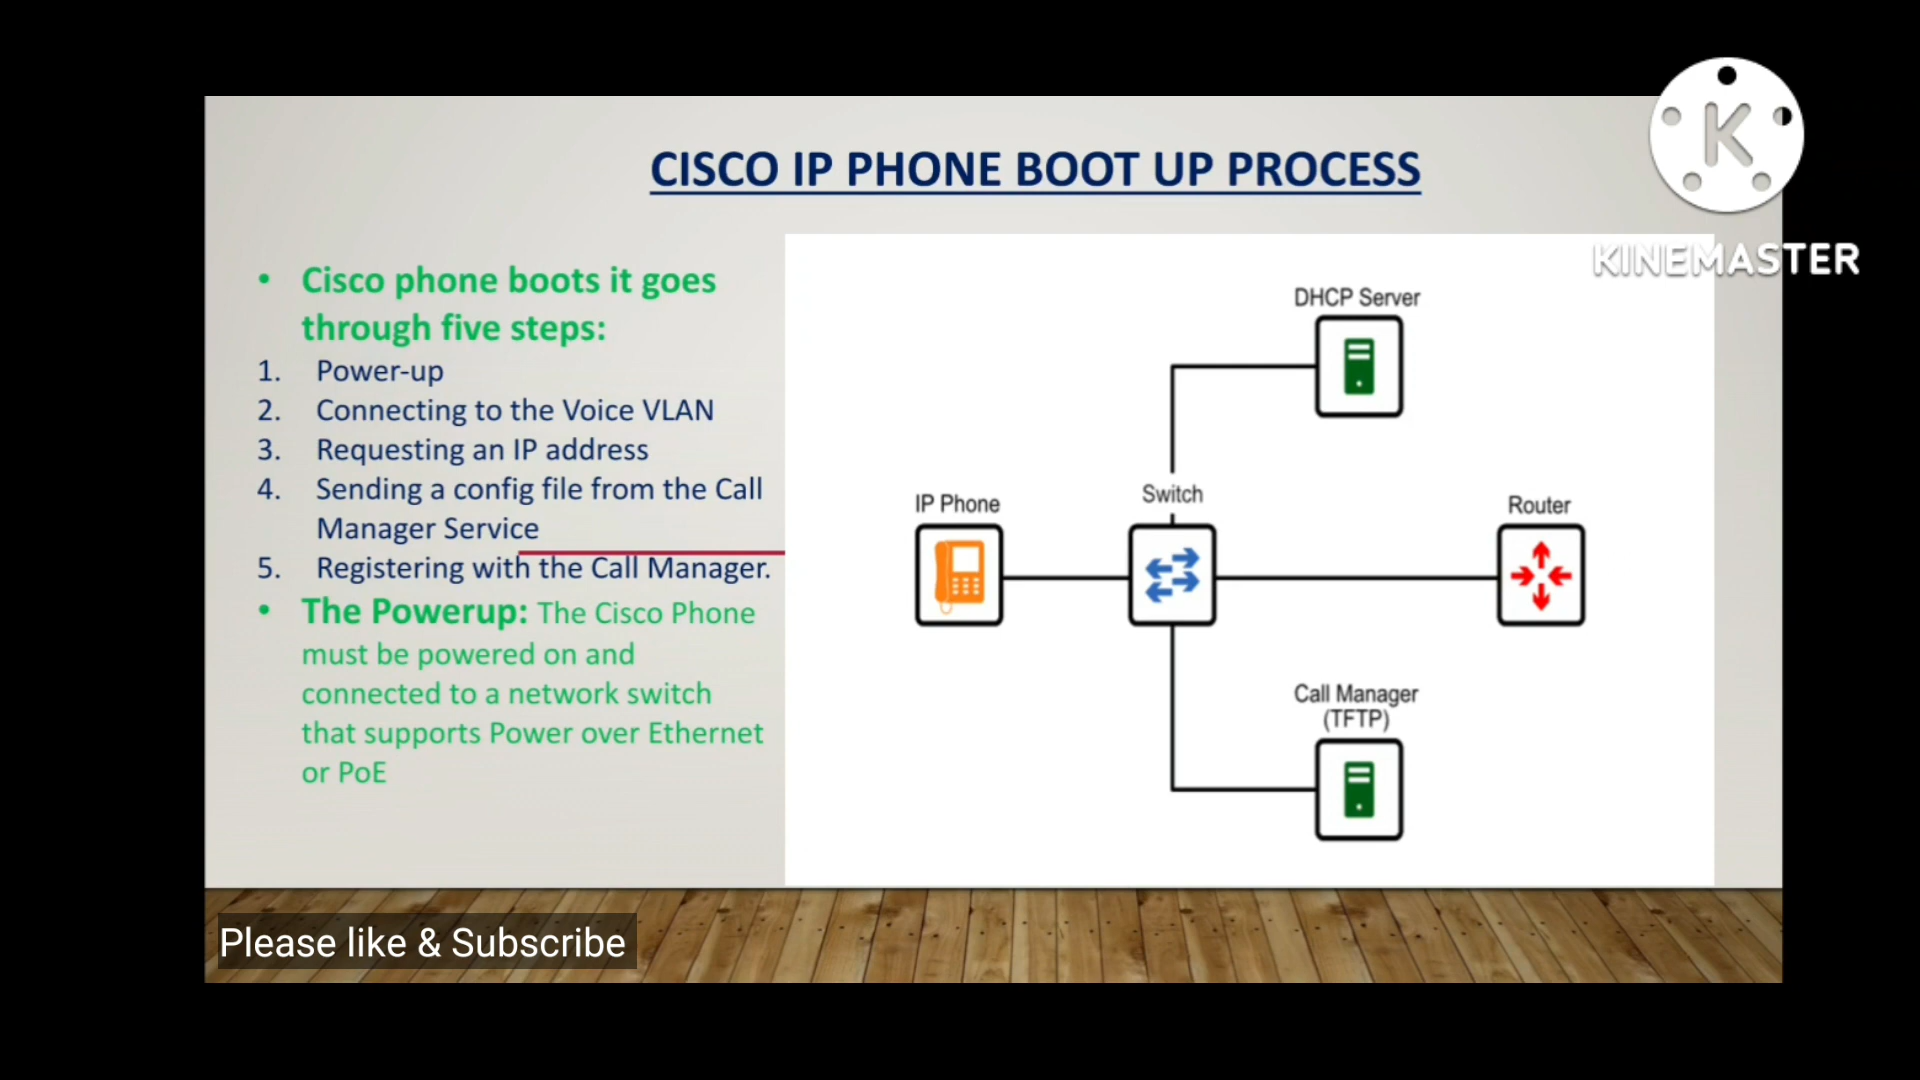 CISCO IP PHONE BOOT UP PROCESS
• Cisco phone boots it goes
through five steps:
1. Power-up
2. Connecting to the Voice VLAN
3. Requesting an IP address
4. Sending a config file from the Call
Manager Service
5. Registering with the Call Manager.
• The Powerup: The Cisco Phone
must be powered on and
connected to a network switch
that supports Power over Ethernet
or PoE
DHCP Server
IP Phone
Switch
Router
Call Manager
(TFTP)
K
KINEMASTER
Please like & Subscribe